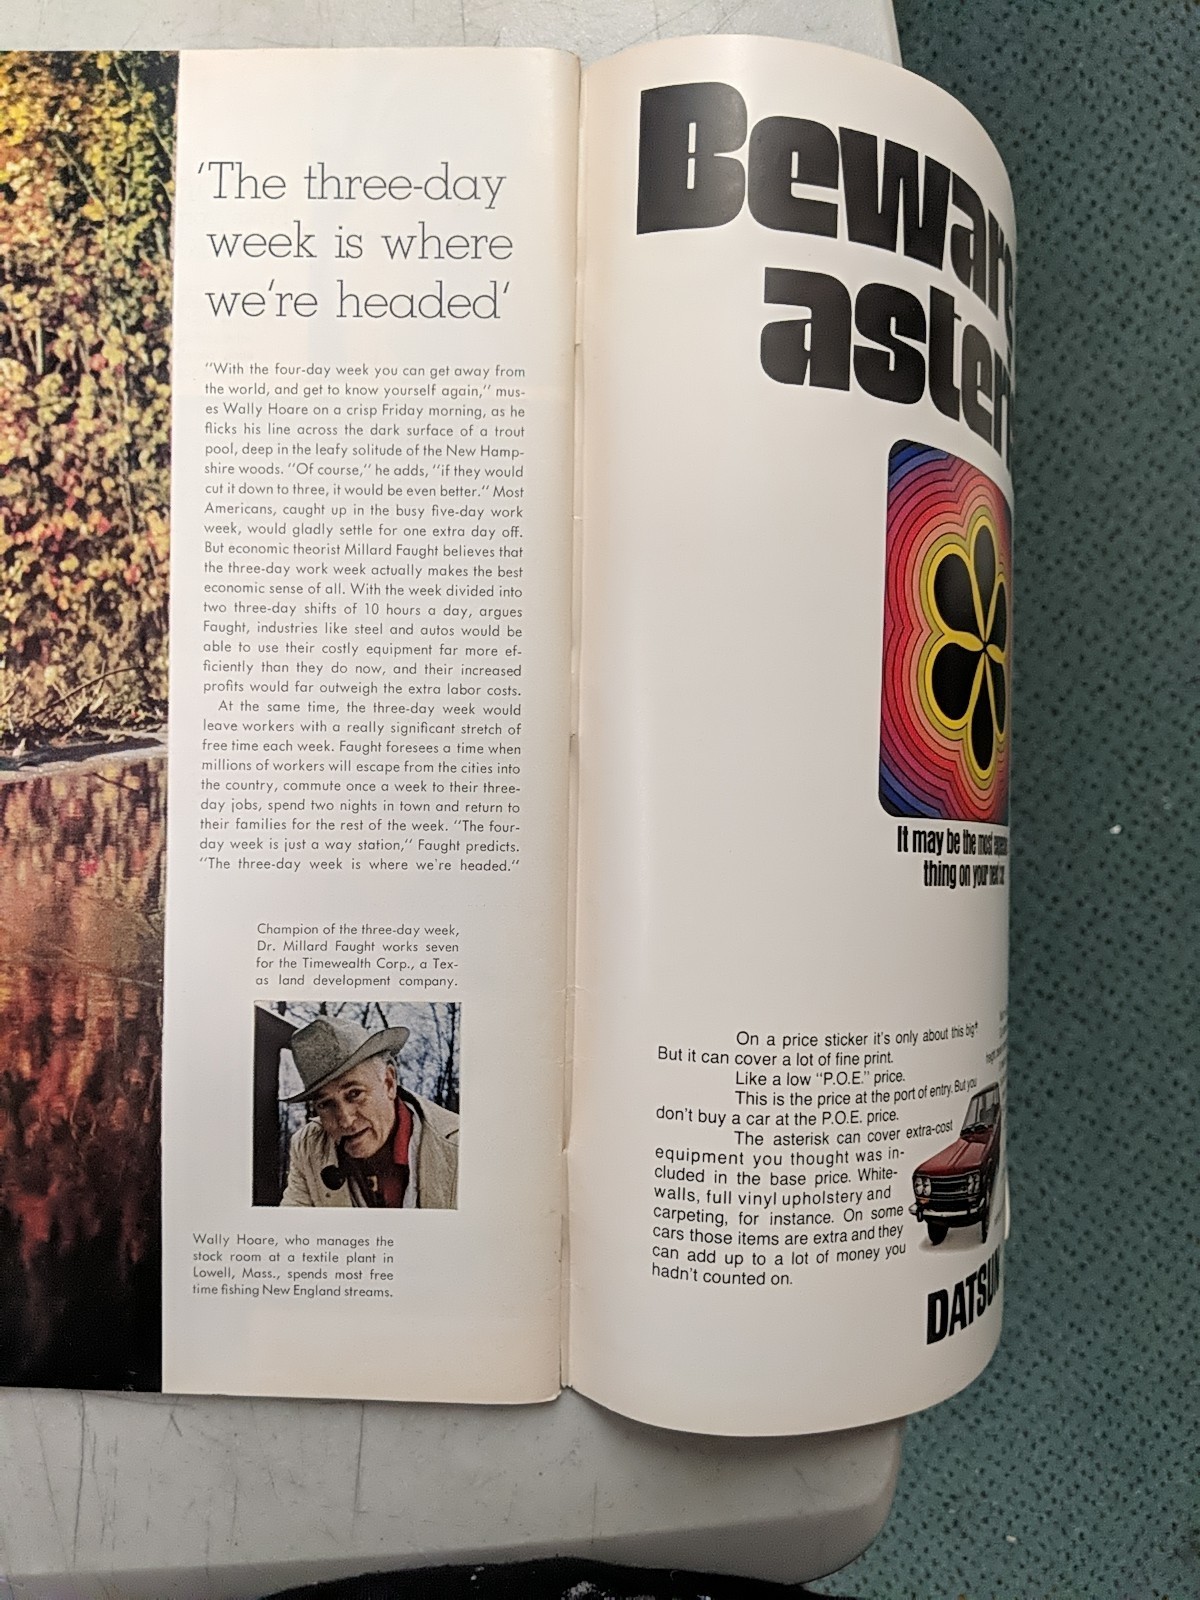 'The three-day
week is where
we're headed'
"With the four-day week you can get away from
the world, and get to know yourself again," mus-
es Wally Hoare on a crisp Friday morning, as he
flicks his line across the dark surface of a trout
pool, deep in the leafy solitude of the New Hamp-
shire woods. "Of course," he adds, "if they would
cut it down to three, it would be even better." Most
Americans, caught up in the busy five-day work
week, would gladly settle for one extra day off.
But economic theorist Millard Faught believes that
the three-day work week actually makes the best
economic sense of all. With the week divided into
two three-day shifts of 10 hours a day, argues
Faught, industries like steel and autos would be
able to use their costly equipment far more ef-
ficiently than they do now, and their increased
profits would far outweigh the extra labor costs.
At the same time, the three-day week would
leave workers with a really significant stretch of
free time each week. Faught foresees a time when
millions of workers will escape from the cities into
the country, commute once a week to their three-
day jobs, spend two nights in town and return to
their families for the rest of the week. "The four-
day week is just a way station," Faught predicts.
"The three-day week is where we're headed."
Champion of the three-day week,
Dr. Millard Faught works seven
for the Timewealth Corp., a Tex-
as land development company.
Wally Hoare, who manages the
stock room at a textile plant in
Lowell, Mass., spends most free
time fishing New England streams.
Beware
aster
It may be the most
thing on your next car
On a price sticker it's only about this big*
But it can cover a lot of fine print.
Like a low "P.O.E." price.
This is the price at the port of entry. But you
don't buy a car at the P.O.E. price.
The asterisk can cover extra-cost
equipment you thought was in-
cluded in the base price. White-
walls, full vinyl upholstery and
carpeting, for instance. On some
cars those items are extra and they
can add up to a lot of money you
hadn't counted on.
DATSUN